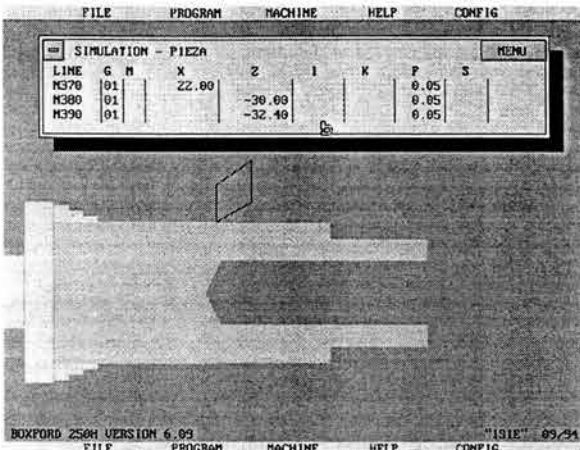 FILE PROGRAM MACHINE HELP CONFIG
SIMULATION - PIEZA MENU
LINE G M X Z I K F S
N370 01 22.00 0.05
N380 01 -30.00 0.05
N390 01 -32.40 0.05
BOXFORD 250H VERSION 6.09 "191E" 09/94
FILE PROGRAM MACHINE HELP CONFIG